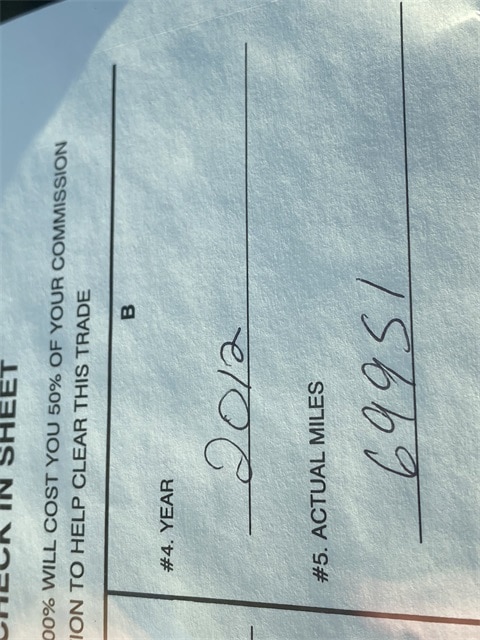 CHECK IN SHEET
00% WILL COST YOU 50% OF YOUR COMMISSION
ION TO HELP CLEAR THIS TRADE
B
#4. YEAR
2012
#5. ACTUAL MILES
69951